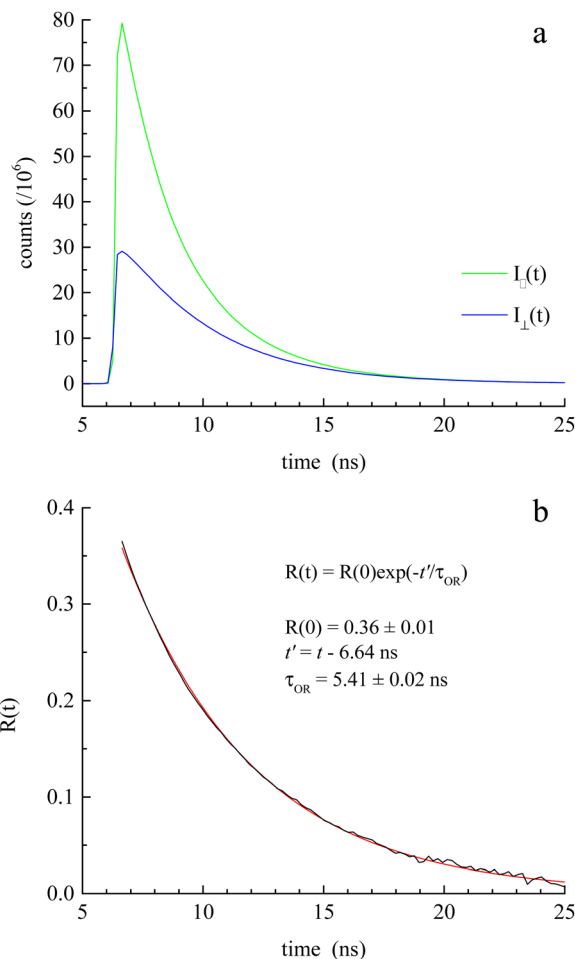 a
80
70
60
50
40
30
20
10
0
counts (/10⁶)
I□(t)
I⊥(t)
5 10 15 20 25
time (ns)
b
0.4
0.3
0.2
0.1
0.0
R(t)
R(t) = R(0)exp(-t′/τOR)
R(0) = 0.36 ± 0.01
t′ = t - 6.64 ns
τOR = 5.41 ± 0.02 ns
5 10 15 20 25
time (ns)